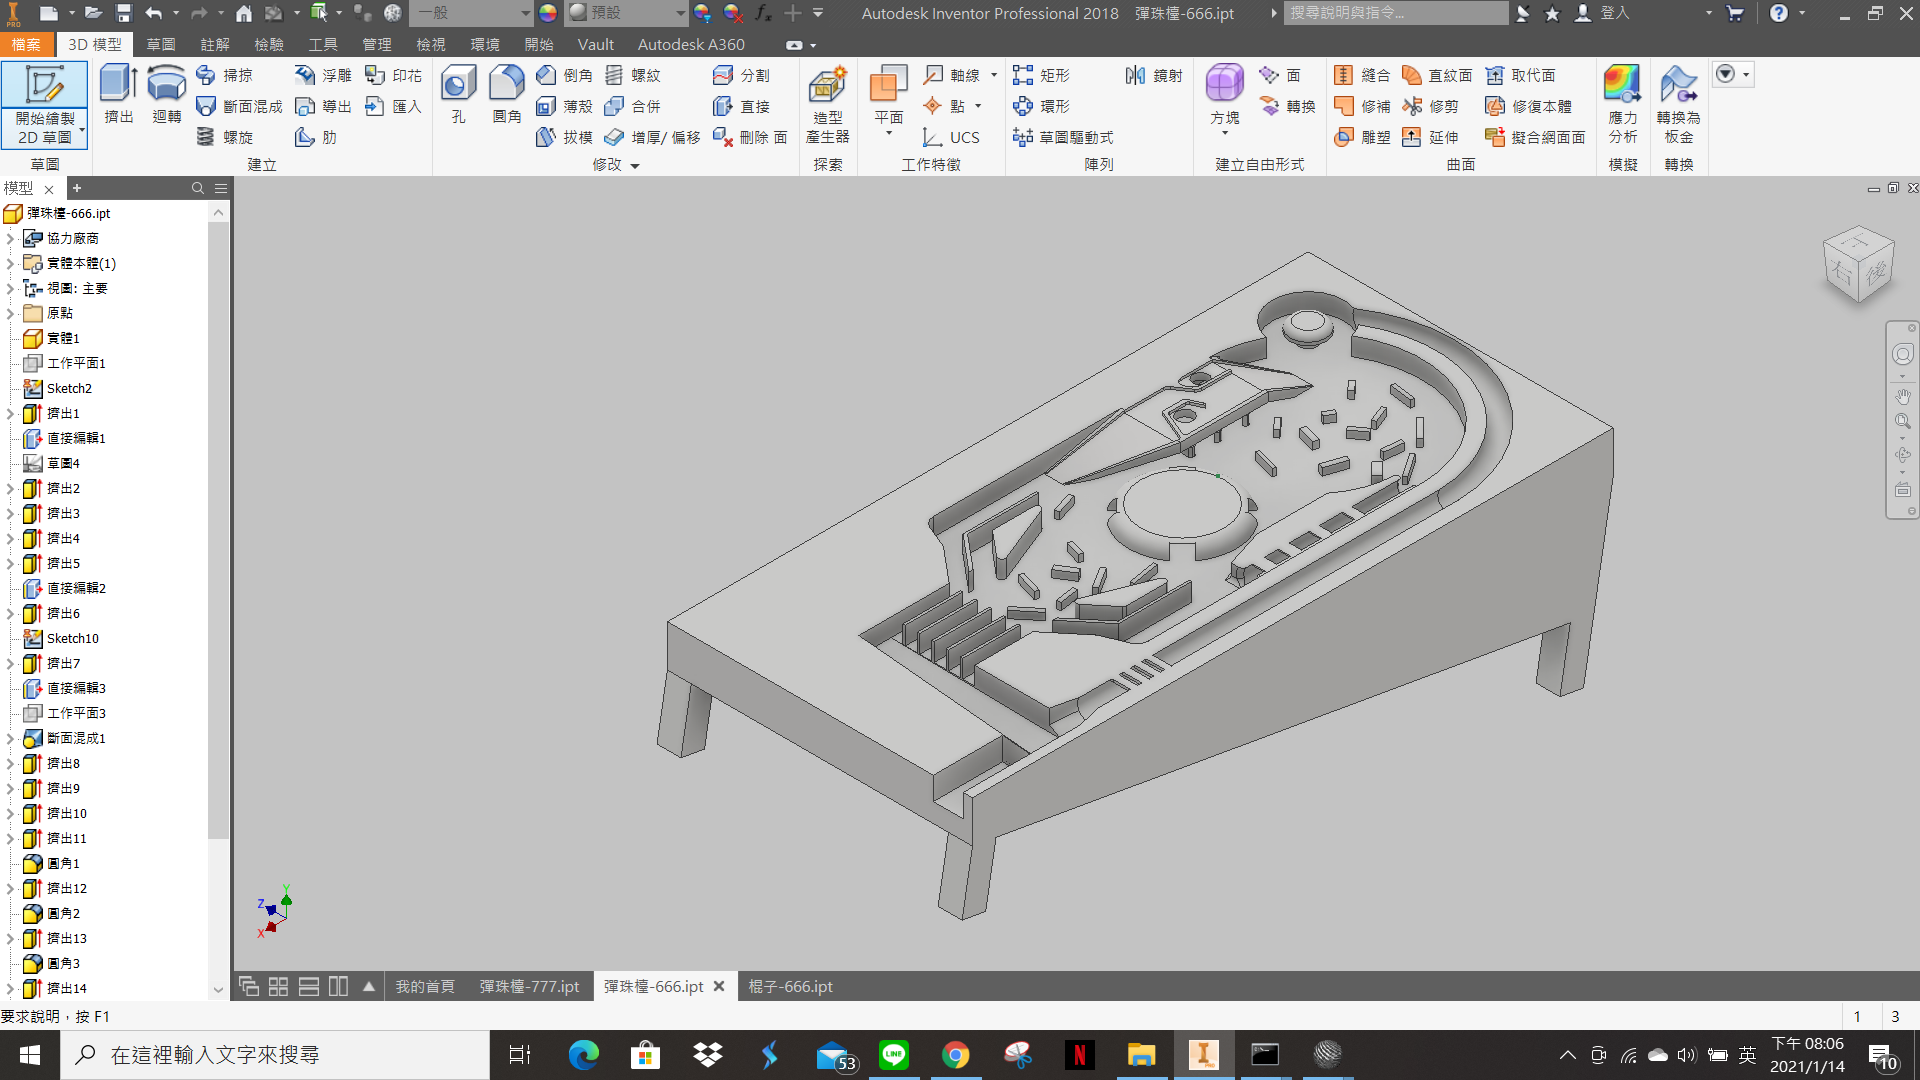 一般
預設
Autodesk Inventor Professional 2018 彈珠檯-666.ipt
搜尋說明與指令...
登入
檔案 3D 模型 草圖 註解 檢驗 工具 管理 檢視 環境 開始 Vault Autodesk A360
開始繪製
2D 草圖
草圖
擠出
迴轉
掃掠
斷面混成
螺旋
浮雕
導出
肋
印花
匯入
建立
孔
圓角
倒角
薄殼
拔模
螺紋
合併
增厚/ 偏移
分割
直接
刪除 面
修改
造型
產生器
探索
平面
軸線
點
UCS
工作特徵
矩形
環形
草圖驅動式
鏡射
陣列
方塊
面
轉換
建立自由形式
縫合
修補
雕塑
直紋面
修剪
延伸
取代面
修復本體
擬合網面面
曲面
應力
分析
模擬
轉換為
板金
轉換
模型
彈珠檯-666.ipt
協力廠商
實體本體(1)
視圖: 主要
原點
實體1
工作平面1
Sketch2
擠出1
直接編輯1
草圖4
擠出2
擠出3
擠出4
擠出5
直接編輯2
擠出6
Sketch10
擠出7
直接編輯3
工作平面3
斷面混成1
擠出8
擠出9
擠出10
擠出11
圓角1
擠出12
圓角2
擠出13
圓角3
擠出14
上
右
後
Y
Z
X
我的首頁 彈珠檯-777.ipt 彈珠檯-666.ipt 棍子-666.ipt
要求說明，按 F1
1 3
在這裡輸入文字來搜尋
53
LINE
N
I
PRO
英
下午 08:06
2021/1/14
10